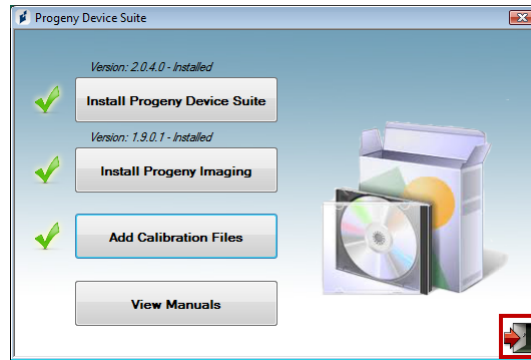 Progeny Device Suite
Version: 2.0.4.0 - Installed
Install Progeny Device Suite
Version: 1.9.0.1 - Installed
Install Progeny Imaging
Add Calibration Files
View Manuals